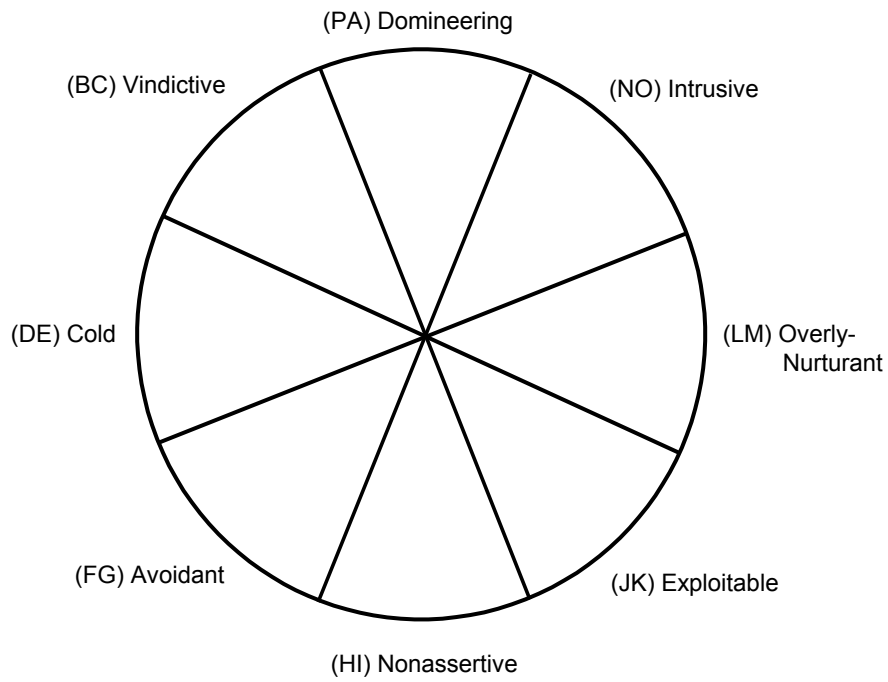 (PA) Domineering
(BC) Vindictive
(NO) Intrusive
(DE) Cold
(LM) Overly-
Nurturant
(FG) Avoidant
(JK) Exploitable
(HI) Nonassertive